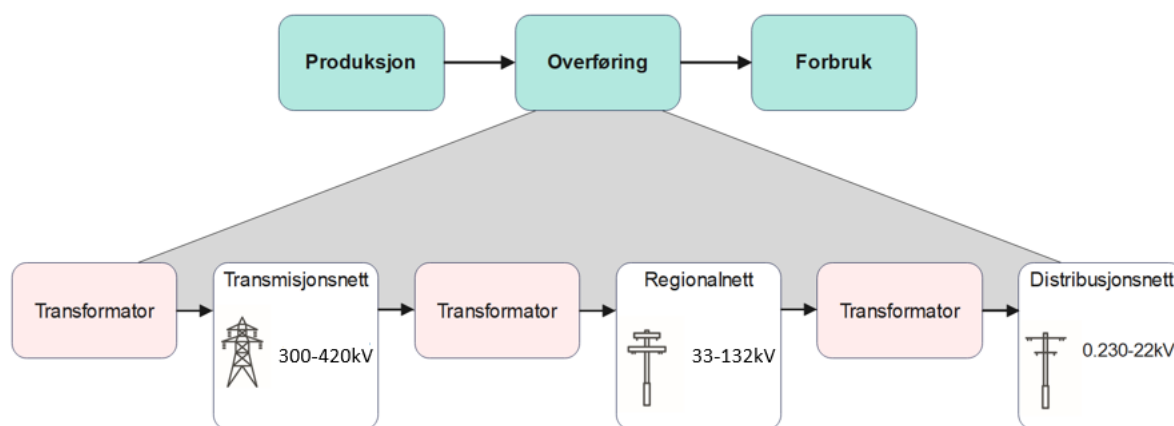 Produksjon
Overføring
Forbruk
Transformator
Transmisjonsnett
300-420kV
Transformator
Regionalnett
33-132kV
Transformator
Distribusjonsnett
0.230-22kV